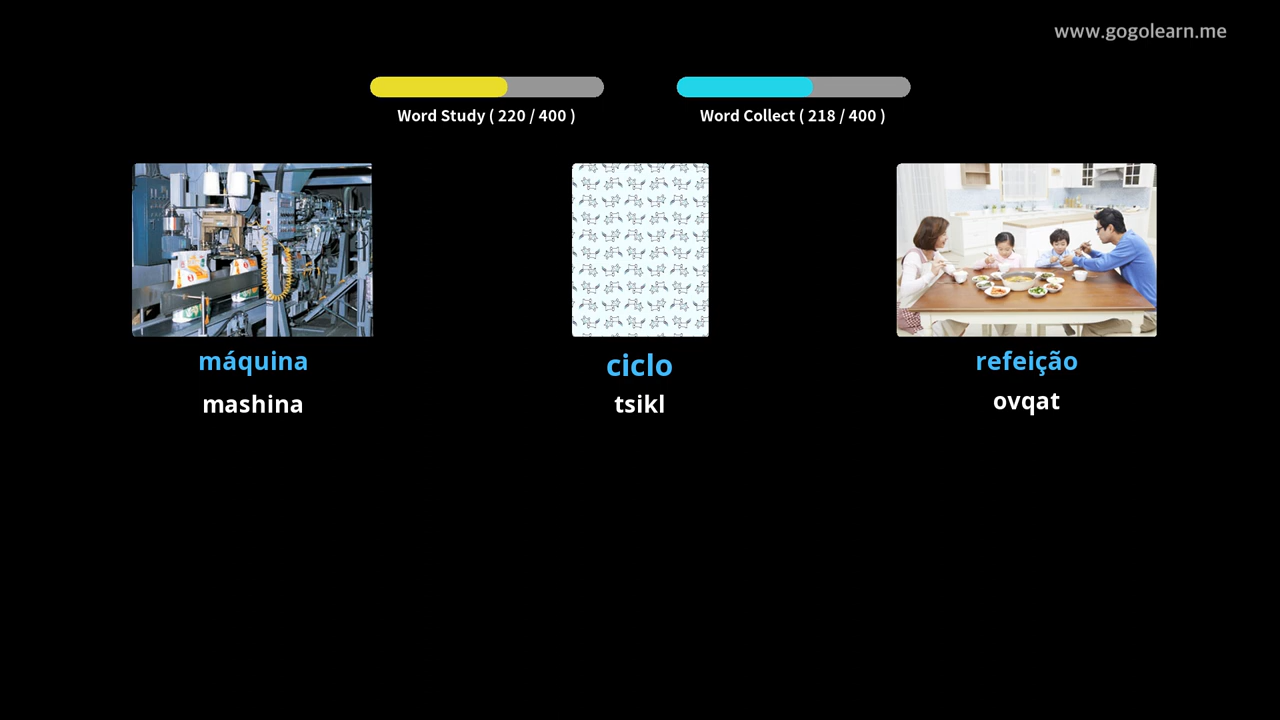 www.gogolearn.me
Word Study ( 220 / 400 )
Word Collect ( 218 / 400 )
máquina
mashina
ciclo
tsikl
refeição
ovqat